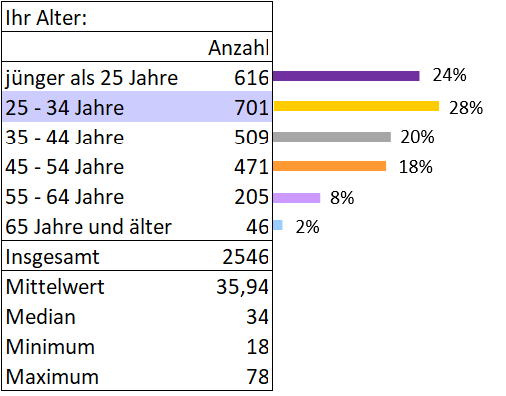 Ihr Alter:
Anzahl
jünger als 25 Jahre 616 24%
25 - 34 Jahre 701 28%
35 - 44 Jahre 509 20%
45 - 54 Jahre 471 18%
55 - 64 Jahre 205 8%
65 Jahre und älter 46 2%
Insgesamt 2546
Mittelwert 35,94
Median 34
Minimum 18
Maximum 78